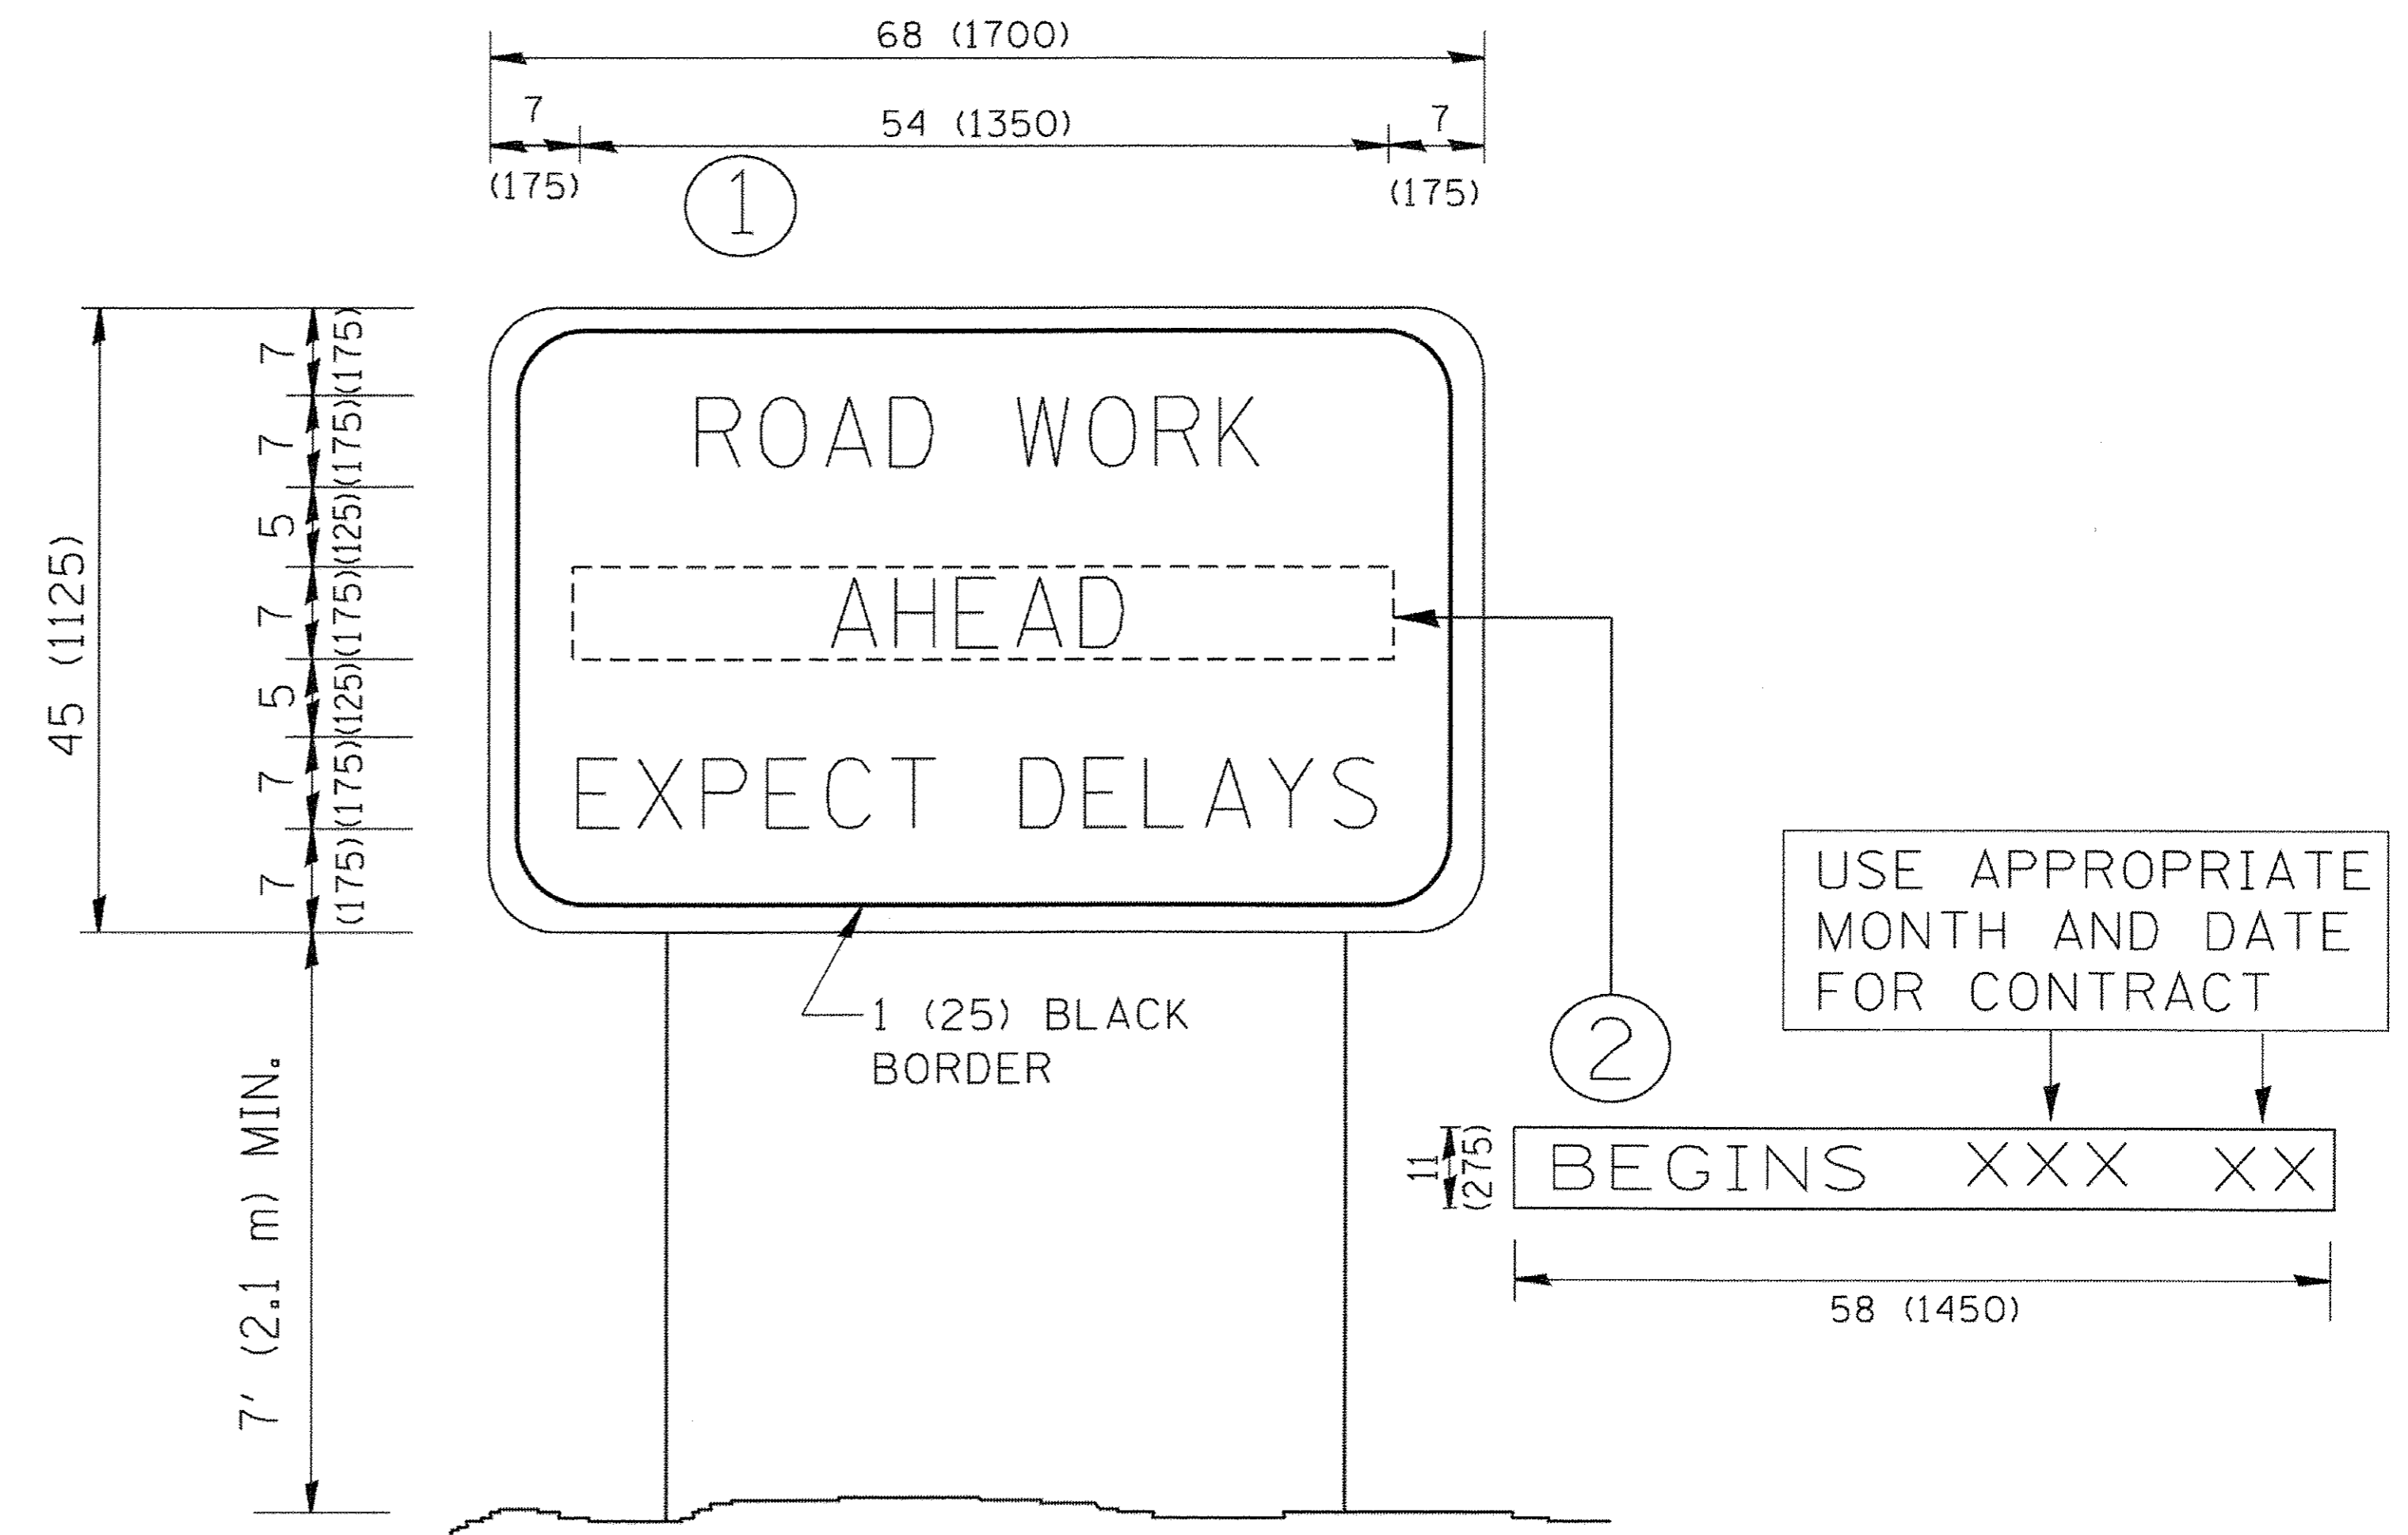 68 (1700)
7
54 (1350)
7
(175)
(175)
1
45 (1125)
7
(175)
7
(175)
5
(125)
7
(175)
5
(125)
7
(175)
7
(175)
ROAD WORK
AHEAD
EXPECT DELAYS
1 (25) BLACK
BORDER
7' (2.1 m) MIN.
2
USE APPROPRIATE
MONTH AND DATE
FOR CONTRACT
11
(275)
BEGINS XXX XX
58 (1450)